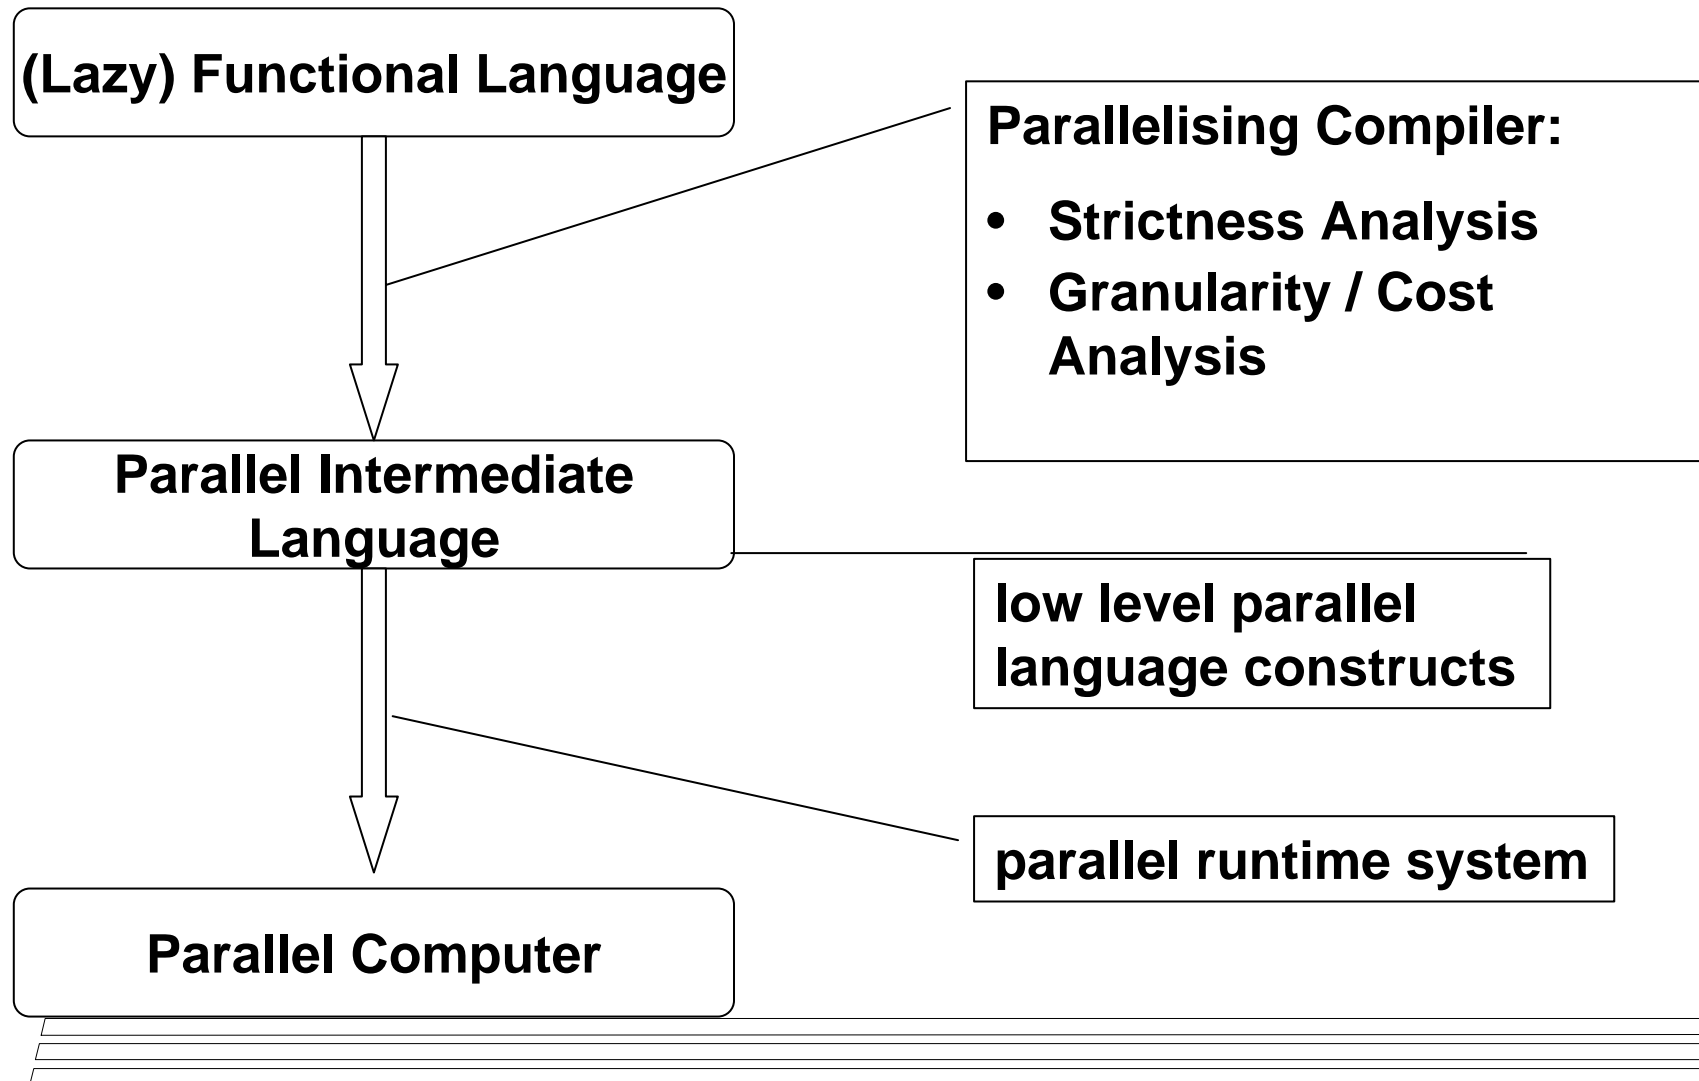 (Lazy) Functional Language
Parallelising Compiler:
• Strictness Analysis
• Granularity / Cost
Analysis
Parallel Intermediate
Language
low level parallel
language constructs
parallel runtime system
Parallel Computer